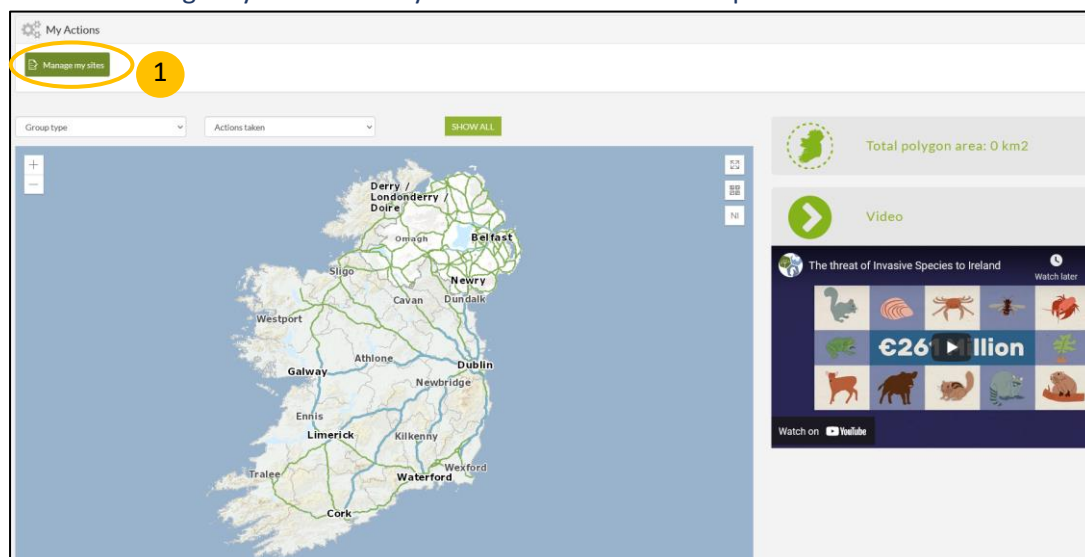 My Actions
Manage my sites
1
Group type
Actions taken
SHOW ALL
+
−
NI
Derry /
Londonderry /
Doire
Omagh
Belfast
Sligo
Newry
Cavan
Dundalk
Westport
Athlone
Galway
Dublin
Newbridge
Ennis
Limerick
Kilkenny
Tralee
Wexford
Waterford
Cork
Total polygon area: 0 km2
Video
The threat of Invasive Species to Ireland
Watch later
Watch on YouTube